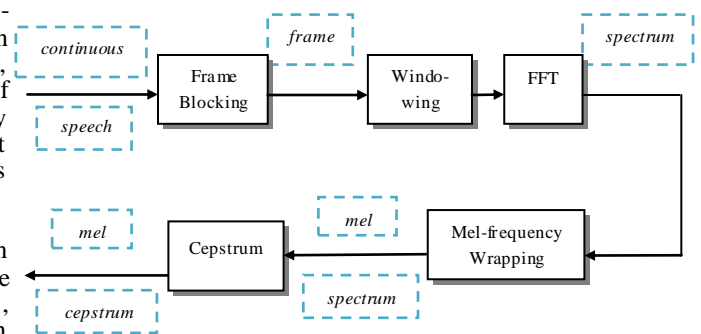 continuous
speech
Frame
Blocking
frame
Windo-
wing
FFT
spectrum
Mel-frequency
Wrapping
mel
spectrum
Cepstrum
mel
cepstrum